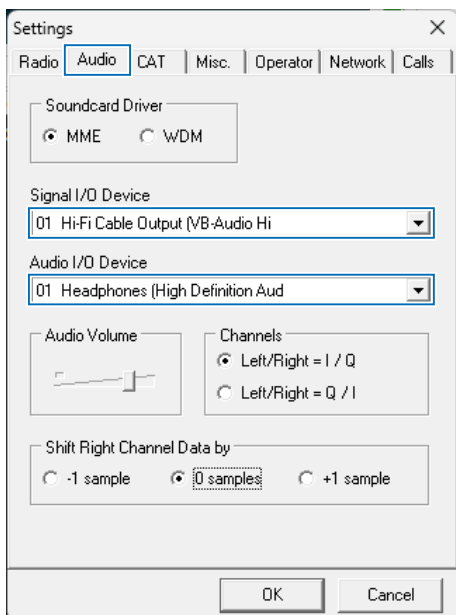 Settings
Radio Audio CAT Misc. Operator Network Calls
Soundcard Driver
MME WDM
Signal I/O Device
01 Hi-Fi Cable Output (VB-Audio Hi
Audio I/O Device
01 Headphones (High Definition Aud
Audio Volume Channels
Left/Right = I / Q
Left/Right = Q / I
Shift Right Channel Data by
-1 sample 0 samples +1 sample
OK Cancel